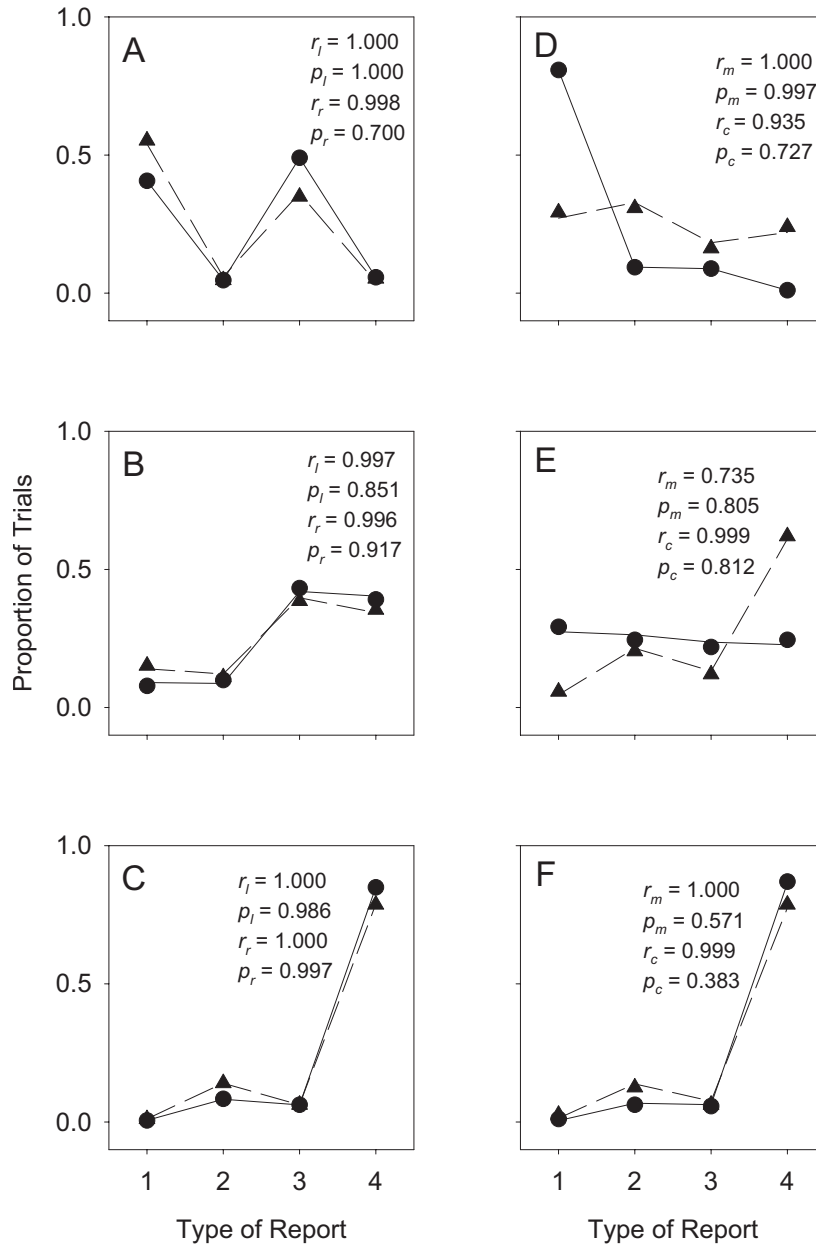 A
r_l = 1.000
p_l = 1.000
r_r = 0.998
p_r = 0.700
1.0
0.5
0.0
D
r_m = 1.000
p_m = 0.997
r_c = 0.935
p_c = 0.727
B
r_l = 0.997
p_l = 0.851
r_r = 0.996
p_r = 0.917
1.0
0.5
0.0
Proportion of Trials
E
r_m = 0.735
p_m = 0.805
r_c = 0.999
p_c = 0.812
C
r_l = 1.000
p_l = 0.986
r_r = 1.000
p_r = 0.997
1.0
0.5
0.0
1 2 3 4
Type of Report
F
r_m = 1.000
p_m = 0.571
r_c = 0.999
p_c = 0.383
1 2 3 4
Type of Report